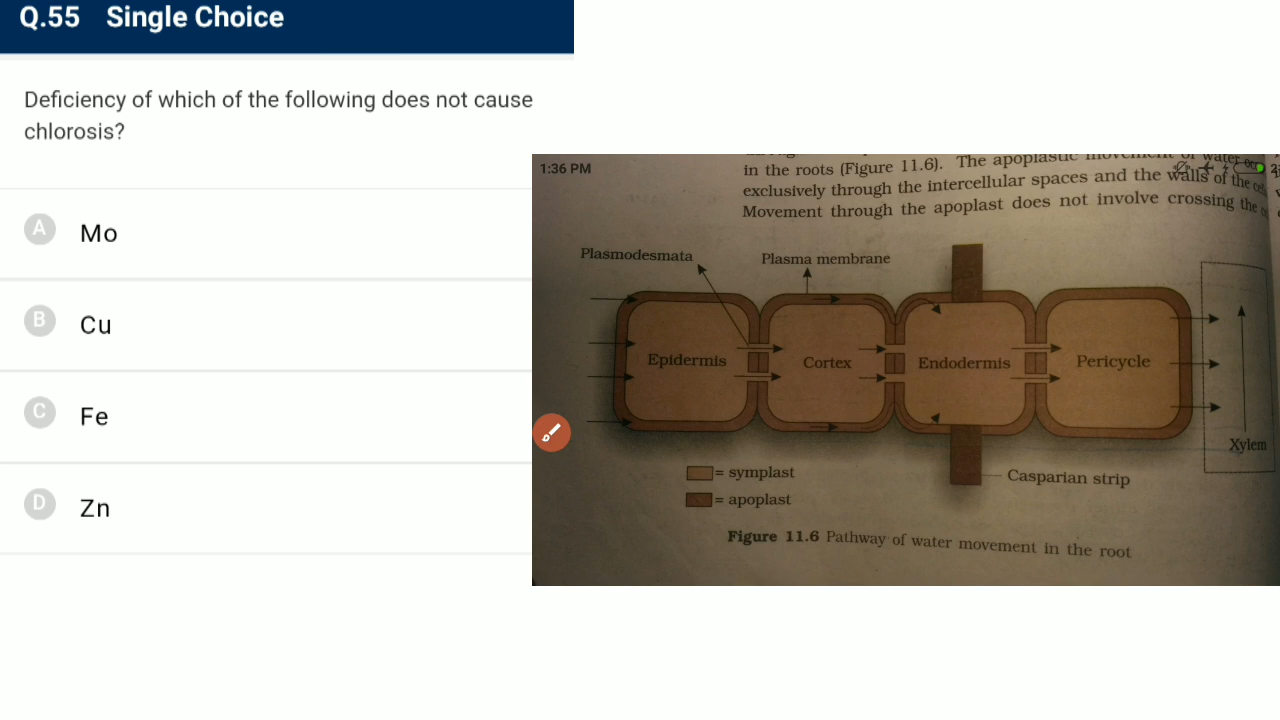 Q.55 Single Choice
Deficiency of which of the following does not cause
chlorosis?
A Mo
B Cu
C Fe
D Zn
1:36 PM
in the roots (Figure 11.6). The apoplastic movement of water
exclusively through the intercellular spaces and the walls of the
Movement through the apoplast does not involve crossing the
Plasmodesmata
Plasma membrane
Epidermis
Cortex
Endodermis
Pericycle
Xylem
= symplast
Casparian strip
= apoplast
Figure 11.6 Pathway of water movement in the root